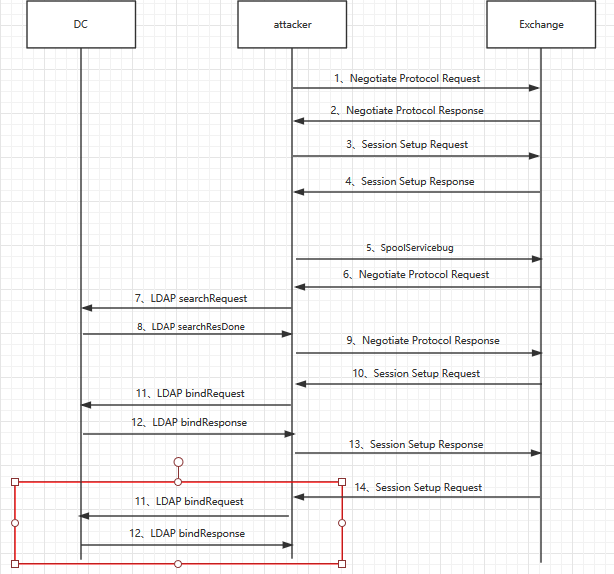 DC
attacker
Exchange
1、Negotiate Protocol Request
2、Negotiate Protocol Response
3、Session Setup Request
4、Session Setup Response
5、SpoolServicebug
6、Negotiate Protocol Request
7、LDAP searchRequest
8、LDAP searchResDone
9、Negotiate Protocol Response
10、Session Setup Request
11、LDAP bindRequest
12、LDAP bindResponse
13、Session Setup Response
14、Session Setup Request
11、LDAP bindRequest
12、LDAP bindResponse